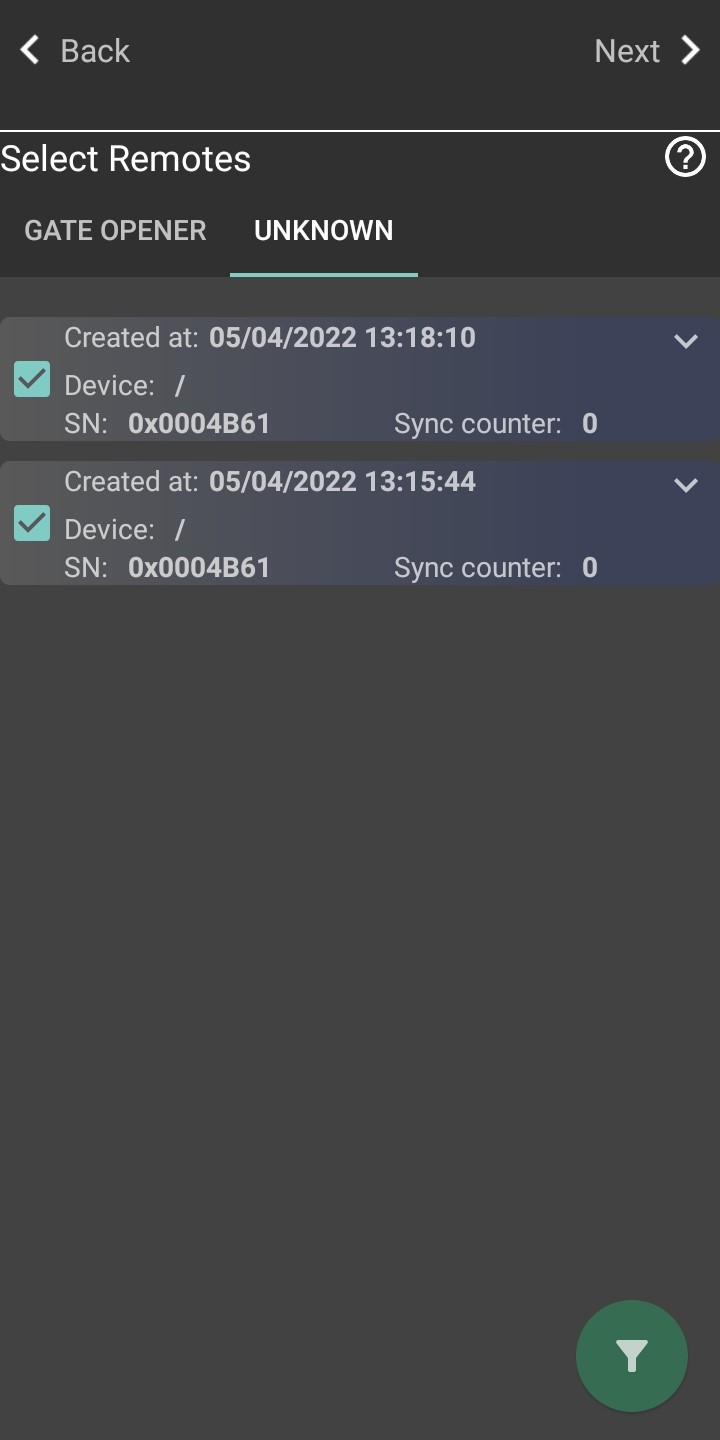 Back Next
Select Remotes
GATE OPENER UNKNOWN
Created at: 05/04/2022 13:18:10
Device: /
SN: 0x0004B61 Sync counter: 0
Created at: 05/04/2022 13:15:44
Device: /
SN: 0x0004B61 Sync counter: 0